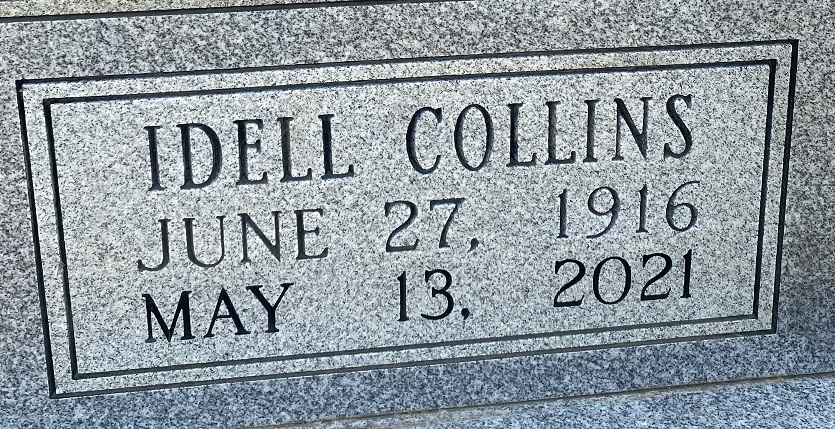 IDELL COLLINS
JUNE 27, 1916
MAY 13, 2021